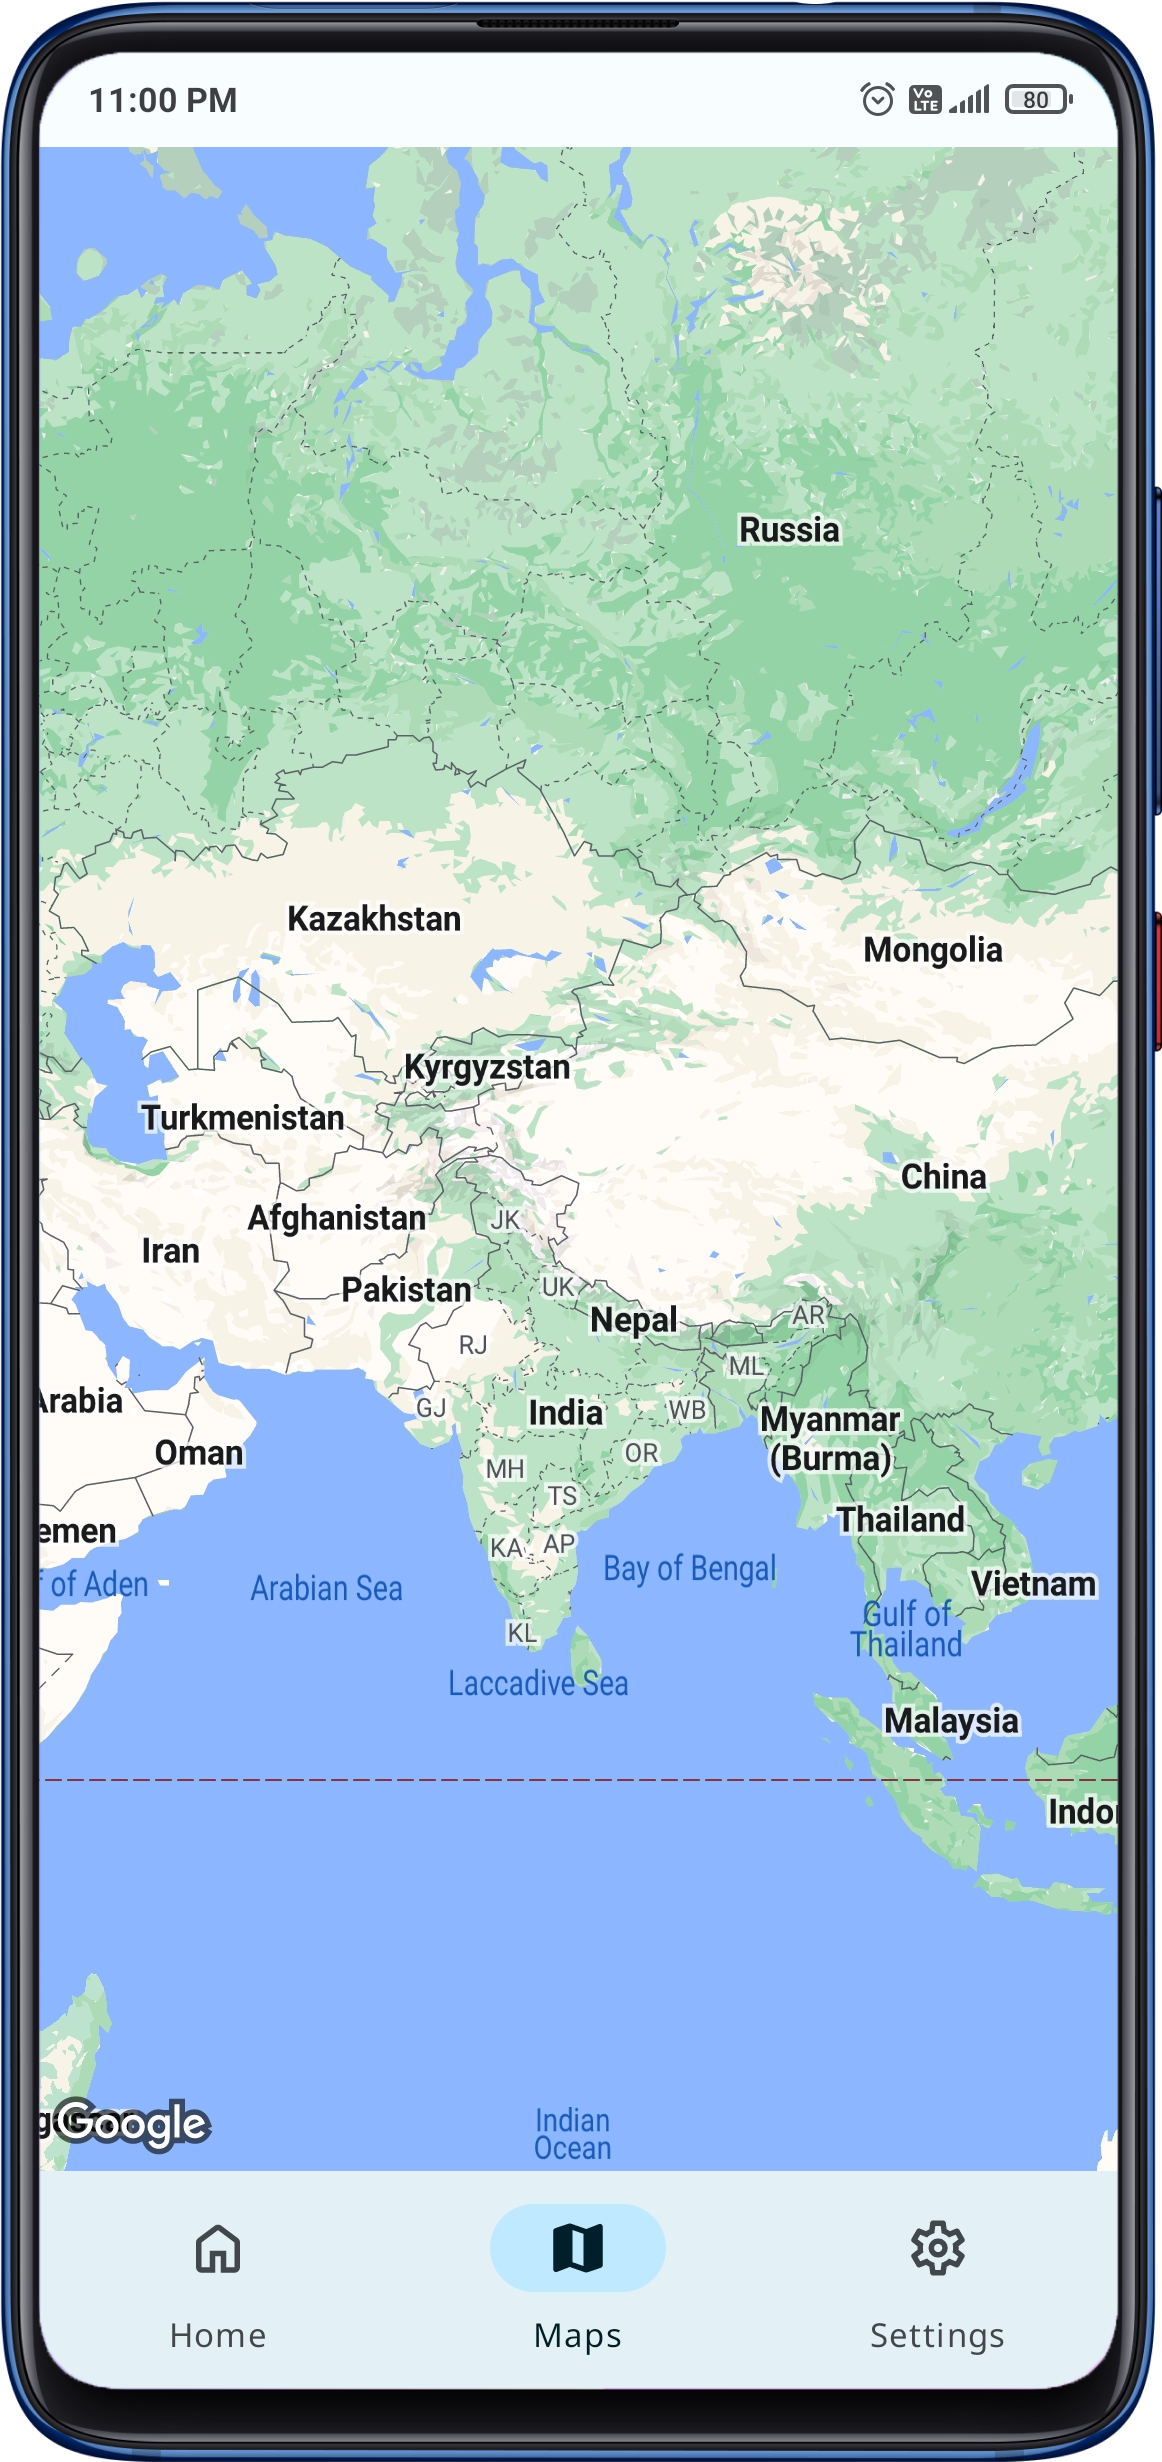 11:00 PM
Vo
LTE
80
Russia
Kazakhstan
Mongolia
Kyrgyzstan
Turkmenistan
China
JK
Afghanistan
Iran
Pakistan
UK
Nepal
AR
RJ
ML
Arabia
GJ
India
WB
Myanmar
(Burma)
Oman
OR
MH
TS
Thailand
emen
KA
AP
Bay of Bengal
f of Aden
Arabian Sea
Vietnam
Gulf of
Thailand
KL
Laccadive Sea
Malaysia
Indo
Google
Indian
Ocean
Home
Maps
Settings